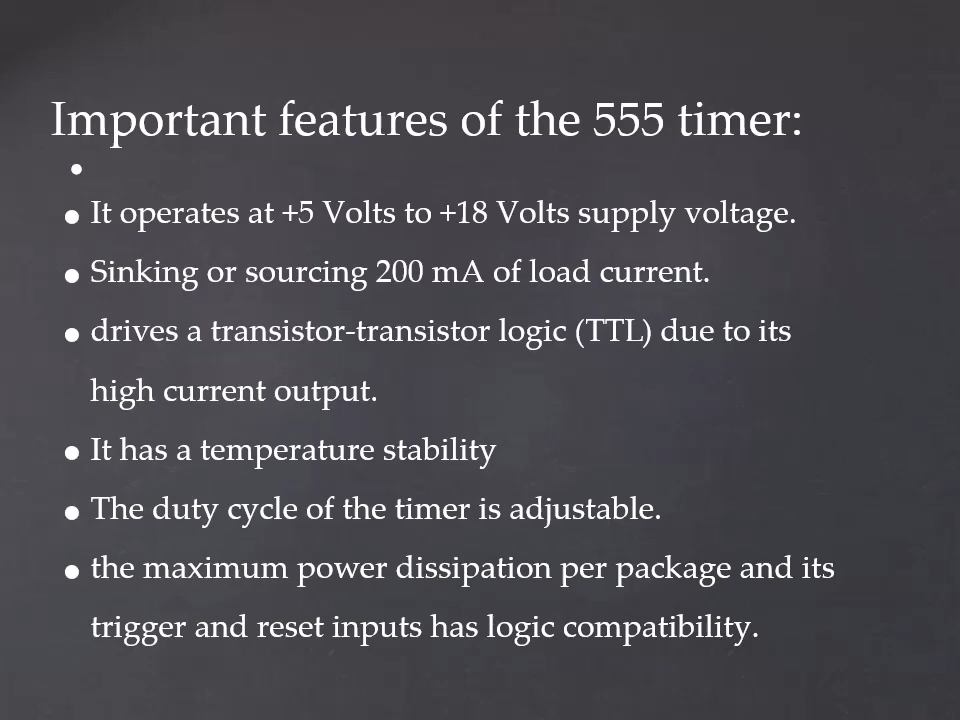 Important features of the 555 timer:
•
• It operates at +5 Volts to +18 Volts supply voltage.
• Sinking or sourcing 200 mA of load current.
• drives a transistor-transistor logic (TTL) due to its
high current output.
• It has a temperature stability
• The duty cycle of the timer is adjustable.
• the maximum power dissipation per package and its
trigger and reset inputs has logic compatibility.